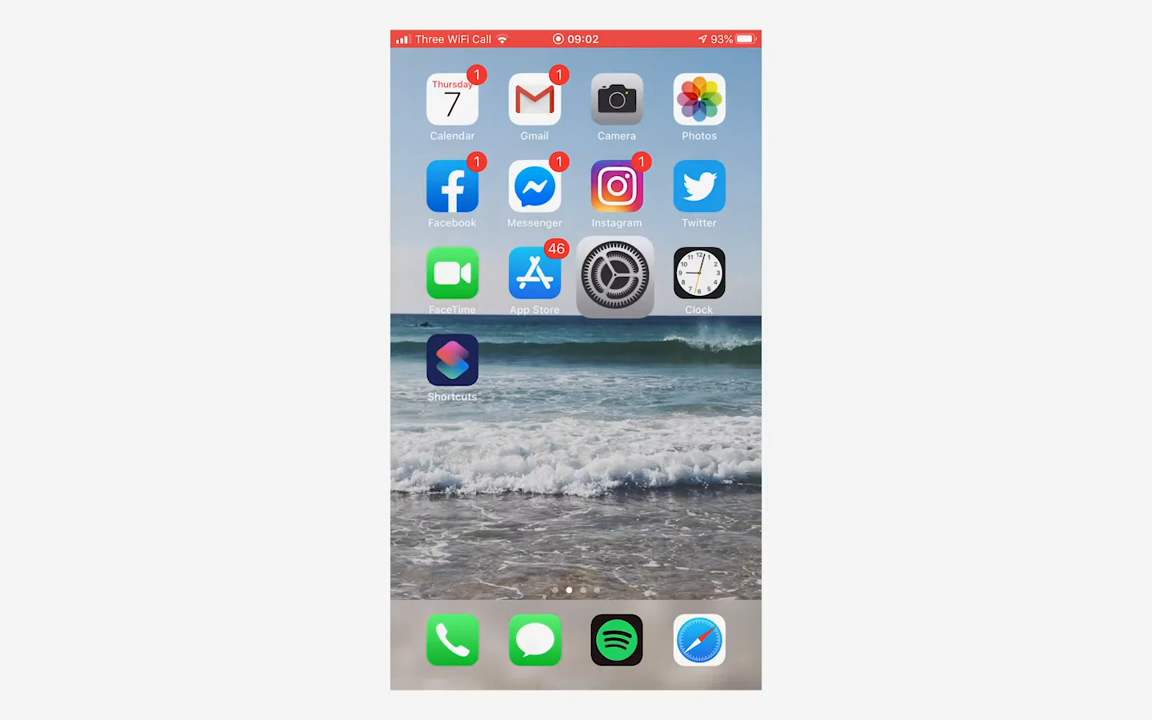 Three WiFi Call 09:02 93%
1 1
Thursday
7
Calendar Gmail Camera Photos
1 1 1
Facebook Messenger Instagram Twitter
46
FaceTime App Store Clock
Shortcuts